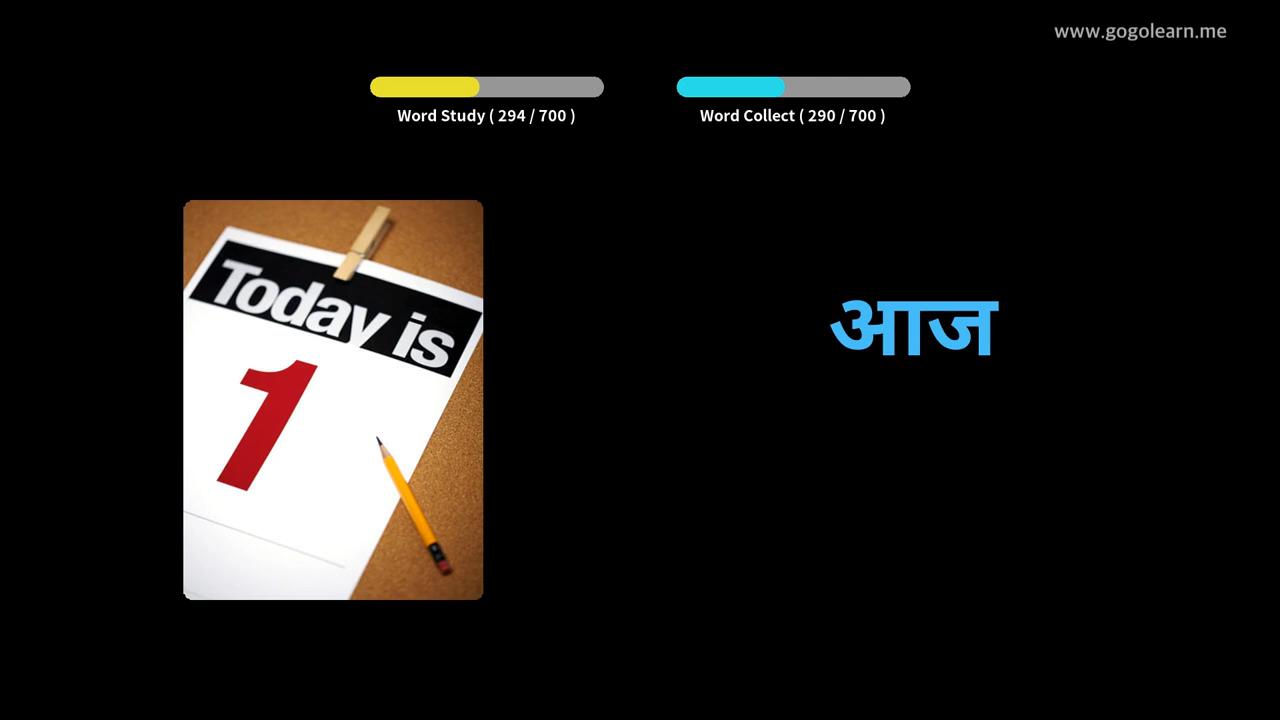 www.gogolearn.me
Word Study ( 294 / 700 )
Word Collect ( 290 / 700 )
Today is
1
आज